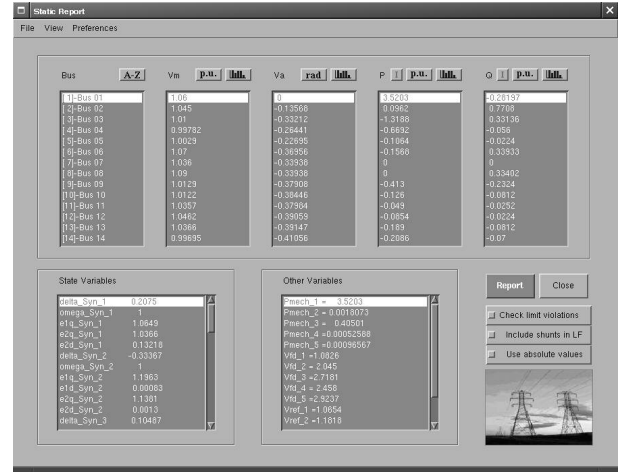 Static Report
File View Preferences
Bus A-Z Vm p.u. Va rad P I p.u. Q I p.u.
[ 1]-Bus 01 1.06 0 3.5203 -0.28197
[ 2]-Bus 02 1.045 -0.13568 0.0962 0.7708
[ 3]-Bus 03 1.01 -0.33212 -1.3188 0.33136
[ 4]-Bus 04 0.99782 -0.26441 -0.6692 -0.056
[ 5]-Bus 05 1.0029 -0.22695 -0.1064 -0.0224
[ 6]-Bus 06 1.07 -0.36956 -0.1568 0.33933
[ 7]-Bus 07 1.036 -0.33938 0 0
[ 8]-Bus 08 1.09 -0.33938 0 0.33402
[ 9]-Bus 09 1.0129 -0.37908 -0.413 -0.2324
[10]-Bus 10 1.0122 -0.38446 -0.126 -0.0812
[11]-Bus 11 1.0357 -0.37984 -0.049 -0.0252
[12]-Bus 12 1.0462 -0.39059 -0.0854 -0.0224
[13]-Bus 13 1.0366 -0.39147 -0.189 -0.0812
[14]-Bus 14 0.99695 -0.41056 -0.2086 -0.07
State Variables
delta_Syn_1 0.2075
omega_Syn_1 1
e1q_Syn_1 1.0649
e2q_Syn_1 1.0366
e2d_Syn_1 0.13218
delta_Syn_2 -0.33367
omega_Syn_2 1
e1q_Syn_2 1.1963
e1d_Syn_2 0.00083
e2q_Syn_2 1.1381
e2d_Syn_2 0.0013
delta_Syn_3 0.10487
Other Variables
Pmech_1 = 3.5203
Pmech_2 = 0.0018073
Pmech_3 = 0.40501
Pmech_4 =0.00052588
Pmech_5 =0.00096567
Vfd_1 =1.0826
Vfd_2 = 2.045
Vfd_3 =2.7181
Vfd_4 = 2.458
Vfd_5 =2.9237
Vref_1 =1.0654
Vref_2 =1.1818
Report Close
Check limit violations
Include shunts in LF
Use absolute values